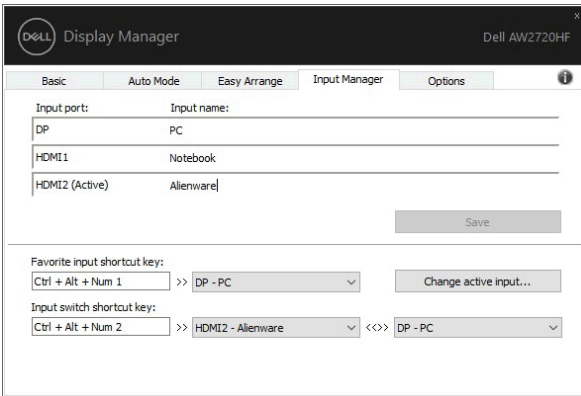 DELL Display Manager Dell AW2720HF x
Basic Auto Mode Easy Arrange Input Manager Options i
Input port: Input name:
DP PC
HDMI1 Notebook
HDMI2 (Active) Alienware
Save
Favorite input shortcut key:
Ctrl + Alt + Num 1 >> DP - PC Change active input...
Input switch shortcut key:
Ctrl + Alt + Num 2 >> HDMI2 - Alienware <<>> DP - PC